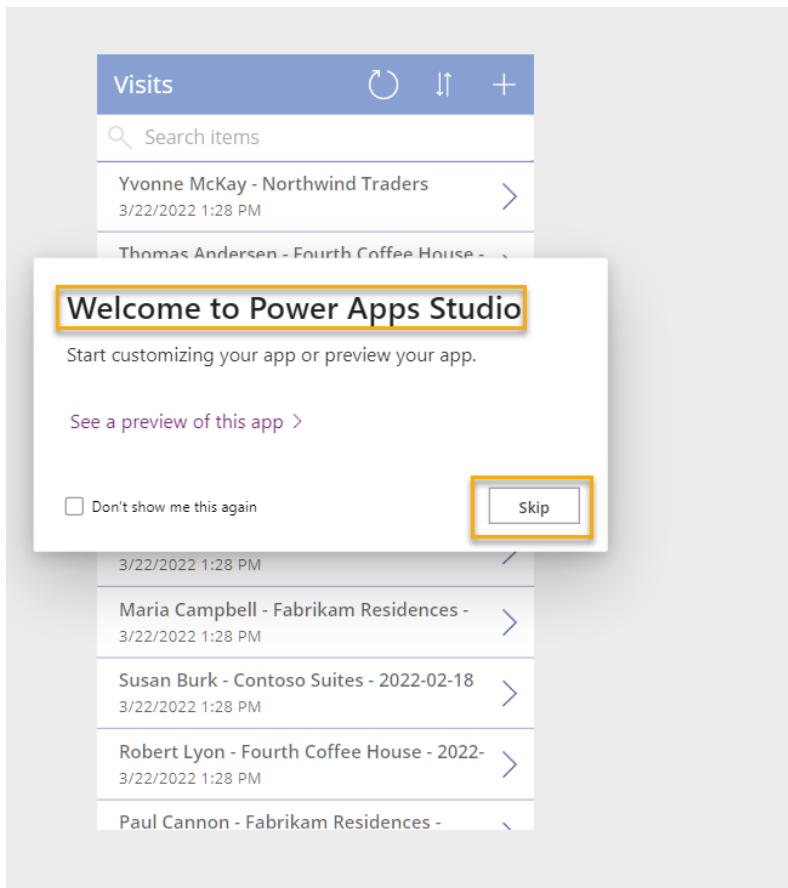 Visits
Search items
Yvonne McKay - Northwind Traders
3/22/2022 1:28 PM
Thomas Andersen - Fourth Coffee House -
Welcome to Power Apps Studio
Start customizing your app or preview your app.
See a preview of this app >
Don't show me this again
Skip
3/22/2022 1:28 PM
Maria Campbell - Fabrikam Residences -
3/22/2022 1:28 PM
Susan Burk - Contoso Suites - 2022-02-18
3/22/2022 1:28 PM
Robert Lyon - Fourth Coffee House - 2022-
3/22/2022 1:28 PM
Paul Cannon - Fabrikam Residences -